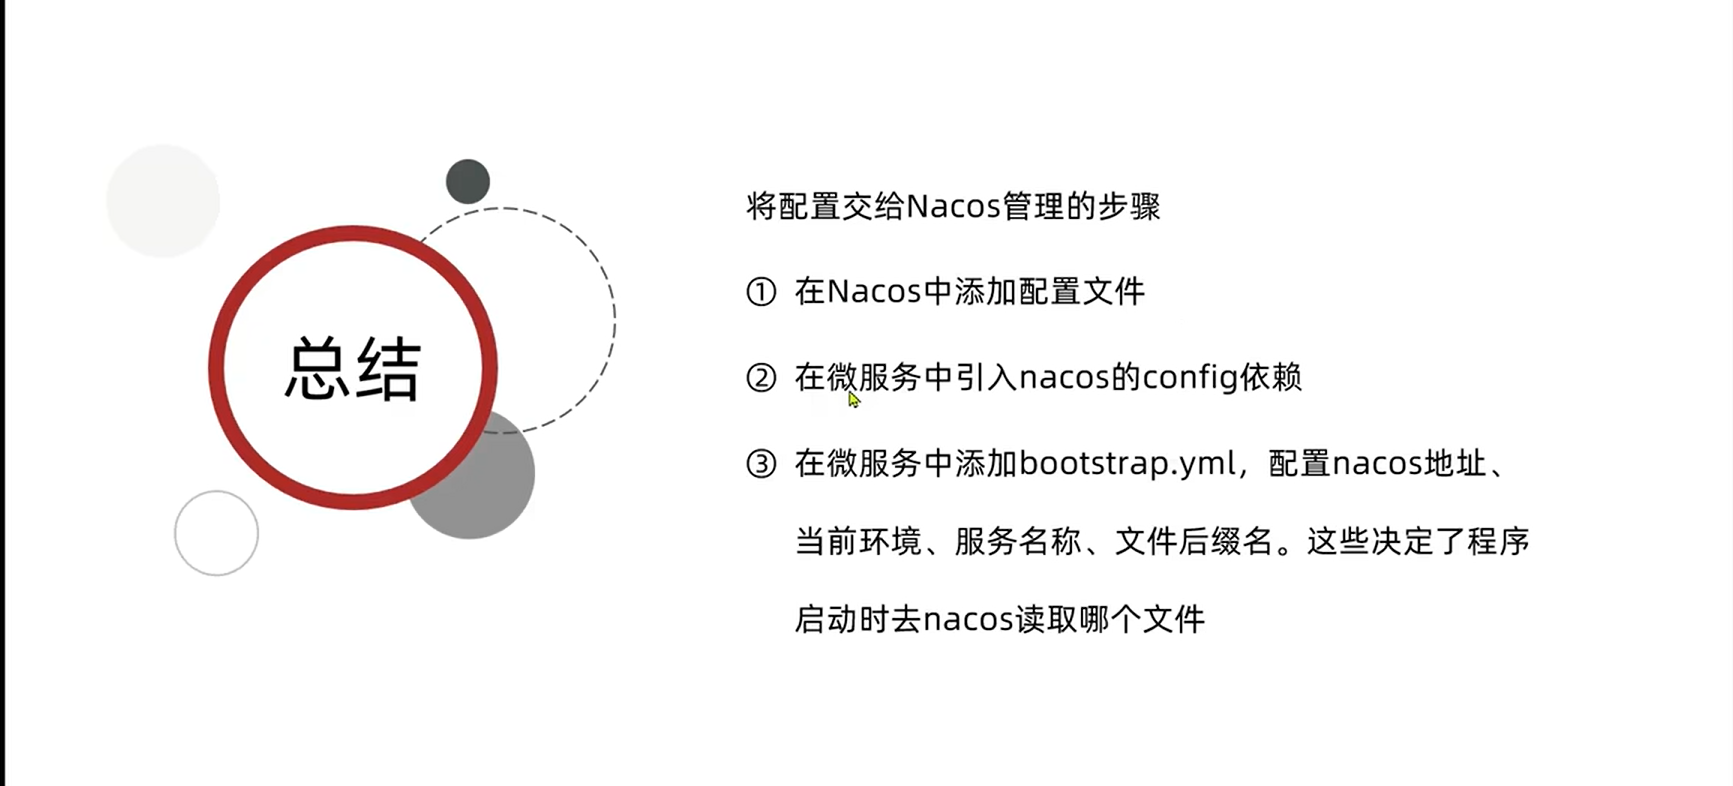 总结
将配置交给Nacos管理的步骤
① 在Nacos中添加配置文件
② 在微服务中引入nacos的config依赖
③ 在微服务中添加bootstrap.yml，配置nacos地址、
当前环境、服务名称、文件后缀名。这些决定了程序
启动时去nacos读取哪个文件